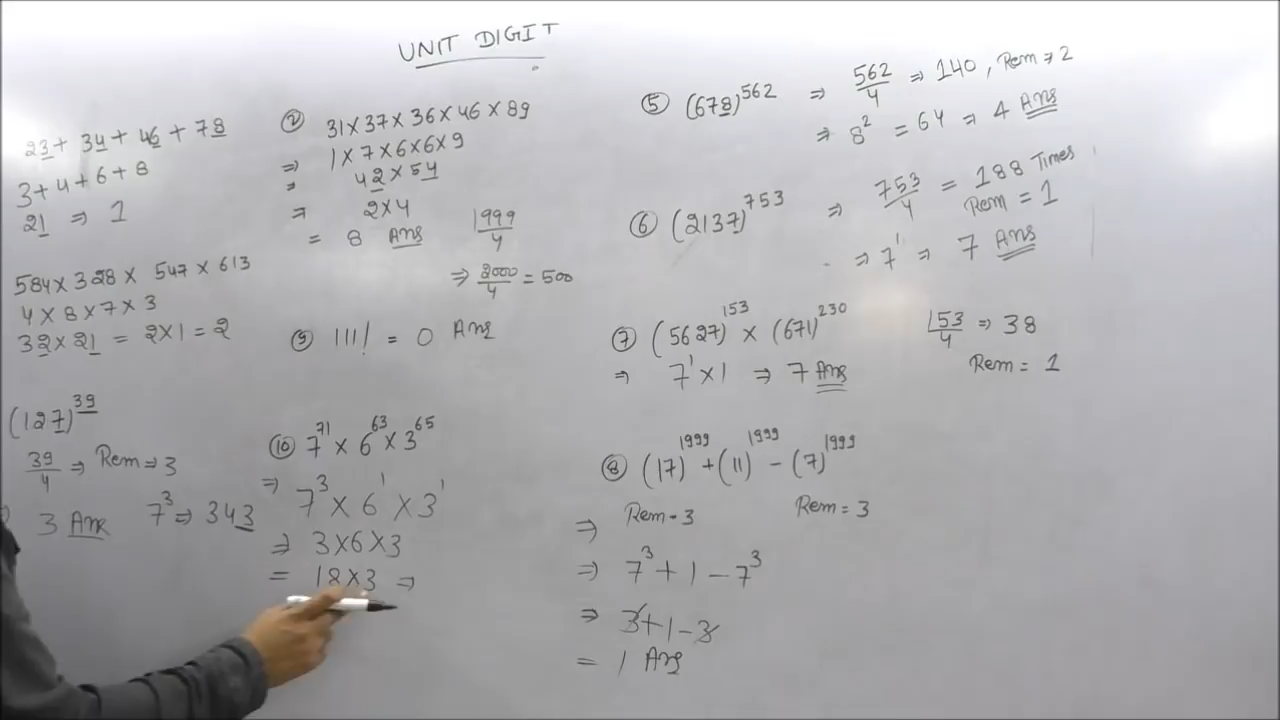 UNIT DIGIT
23 + 34 + 46 + 78
3 + 4 + 6 + 8
21 ⇒ 1
584 × 328 × 547 × 613
4 × 8 × 7 × 3
32 × 21 = 2×1 = 2
(127)^39
39/4 ⇒ Rem ⇒ 3
7^3 ⇒ 343
3 Ans
② 31 × 37 × 36 × 46 × 89
⇒ 1 × 7 × 6 × 6 × 9
⇒ 42 × 54
⇒ 2 × 4
= 8 Ans
1999/4
⇒ 2000/4 = 500
⑨ 111! = 0 Ans
⑩ 7^71 × 6^63 × 3^65
⇒ 7^3 × 6^1 × 3^1
⇒ 3×6×3
= 18×3 ⇒
⑤ (678)^562 ⇒ 562/4 ⇒ 140, Rem ⇒ 2
⇒ 8^2 = 64 ⇒ 4 Ans
⑥ (2137)^753 ⇒ 753/4 = 188 Times
Rem = 1
⇒ 7^1 ⇒ 7 Ans
⑦ (5627)^153 × (671)^230
153/4 ⇒ 38
Rem = 1
⇒ 7^1 × 1 ⇒ 7 Ans
⑧ (17)^1999 + (11)^1999 − (7)^1999
⇒ Rem = 3 Rem = 3
⇒ 7^3 + 1 − 7^3
⇒ 3 + 1 − 3
= 1 Ans